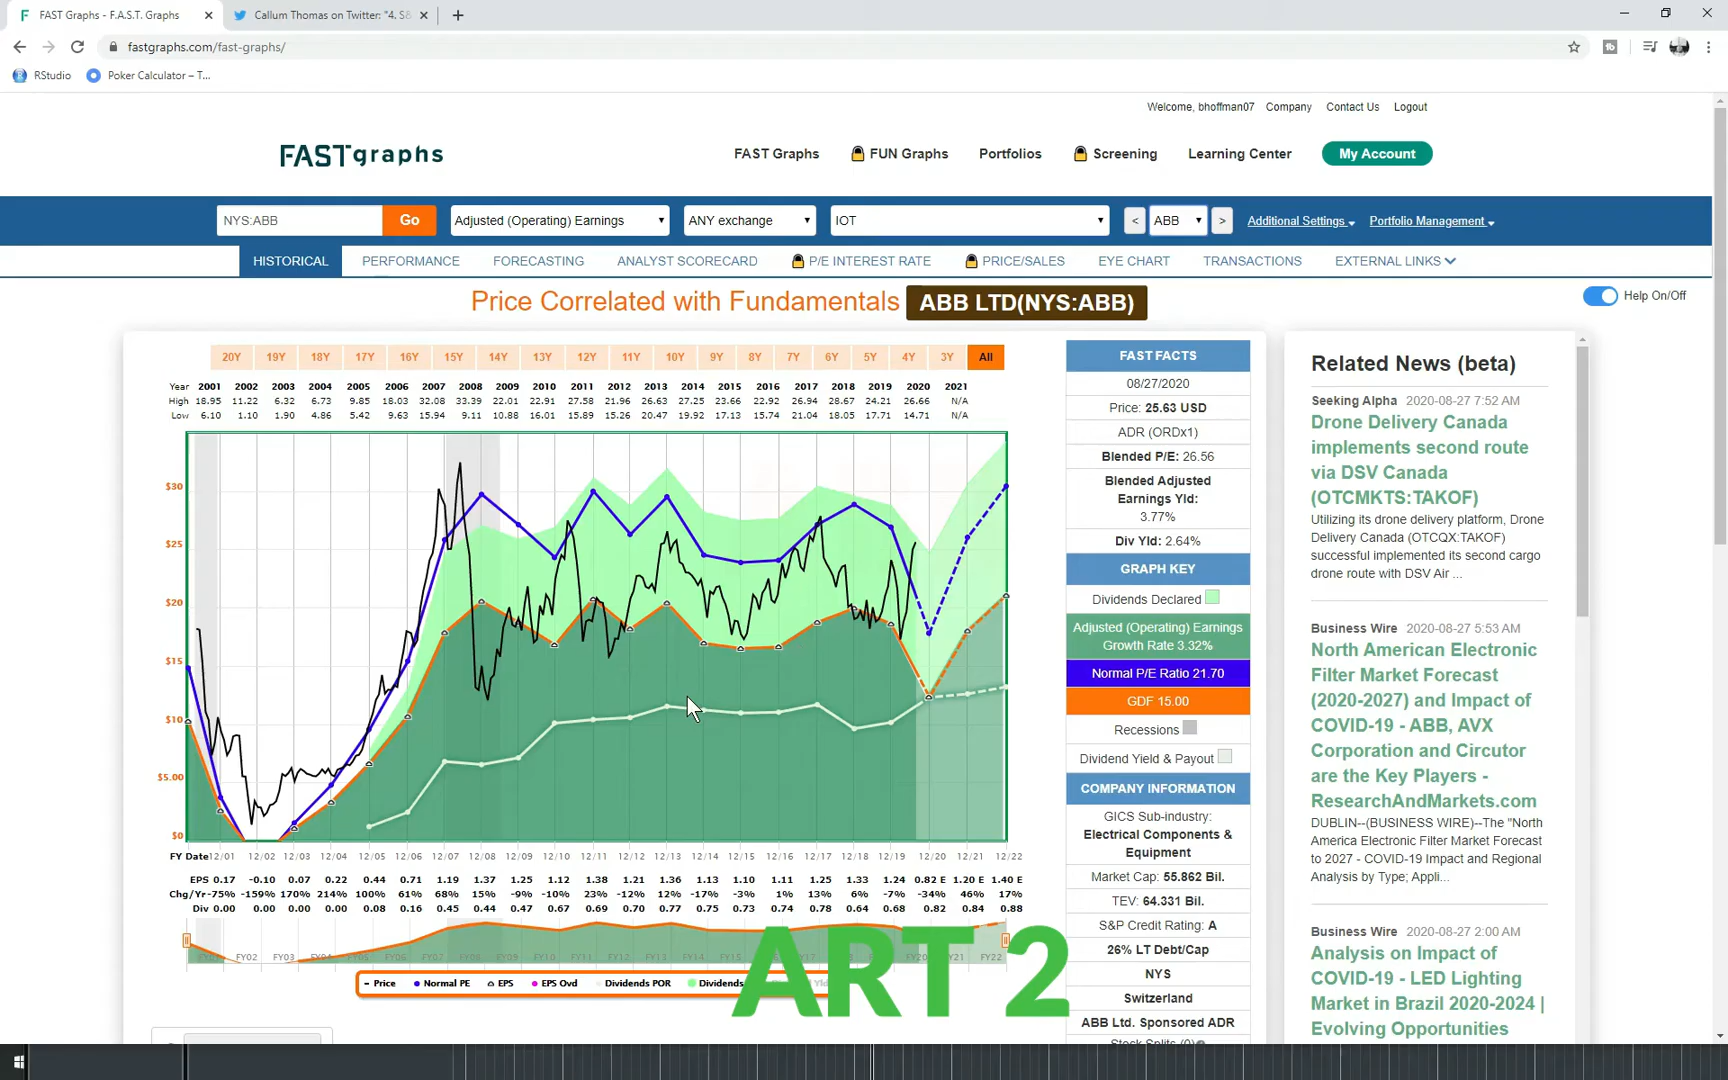 FAST Graphs - F.A.S.T. Graphs
Callum Thomas on Twitter: "4. S&
fastgraphs.com/fast-graphs/
RStudio
Poker Calculator – T...
Welcome, bhoffman07 Company Contact Us Logout
FASTgraphs
FAST Graphs FUN Graphs Portfolios Screening Learning Center My Account
NYS:ABB Go Adjusted (Operating) Earnings ANY exchange IOT < ABB > Additional Settings Portfolio Management
HISTORICAL PERFORMANCE FORECASTING ANALYST SCORECARD P/E INTEREST RATE PRICE/SALES EYE CHART TRANSACTIONS EXTERNAL LINKS
Price Correlated with Fundamentals ABB LTD(NYS:ABB)
Help On/Off
20Y 19Y 18Y 17Y 16Y 15Y 14Y 13Y 12Y 11Y 10Y 9Y 8Y 7Y 6Y 5Y 4Y 3Y All
Year 2001 2002 2003 2004 2005 2006 2007 2008 2009 2010 2011 2012 2013 2014 2015 2016 2017 2018 2019 2020 2021
High 18.95 11.22 6.32 6.73 9.85 18.03 32.08 33.39 22.01 22.91 27.58 21.96 26.63 27.25 23.66 22.92 26.94 28.67 24.21 26.66 N/A
Low 6.10 1.10 1.90 4.86 5.42 9.63 15.94 9.11 10.88 16.01 15.89 15.26 20.47 19.92 17.13 15.74 21.04 18.05 17.71 14.71 N/A
$30
$25
$20
$15
$10
$5.00
$0
FY Date 12/01 12/02 12/03 12/04 12/05 12/06 12/07 12/08 12/09 12/10 12/11 12/12 12/13 12/14 12/15 12/16 12/17 12/18 12/19 12/20 12/21 12/22
EPS 0.17 -0.10 0.07 0.22 0.44 0.71 1.19 1.37 1.25 1.12 1.38 1.21 1.36 1.13 1.10 1.11 1.25 1.33 1.24 0.82 E 1.20 E 1.40 E
Chg/Yr -75% -159% 170% 214% 100% 61% 68% 15% -9% -10% 23% -12% 12% -17% -3% 1% 13% 6% -7% -34% 46% 17%
Div 0.00 0.00 0.00 0.00 0.08 0.16 0.45 0.44 0.47 0.67 0.69 0.70 0.77 0.75 0.73 0.74 0.78 0.64 0.68 0.82 0.84 0.88
FY02 FY03 FY04 FY06 FY07 FY08 FY09 FY10 FY11 FY12 FY13 FY14 FY15 FY16 FY17 FY22
Price Normal PE EPS EPS Ovd Dividends POR Dividends
ART 2
FAST FACTS
08/27/2020
Price: 25.63 USD
ADR (ORDx1)
Blended P/E: 26.56
Blended Adjusted
Earnings Yld:
3.77%
Div Yld: 2.64%
GRAPH KEY
Dividends Declared
Adjusted (Operating) Earnings
Growth Rate 3.32%
Normal P/E Ratio 21.70
GDF 15.00
Recessions
Dividend Yield & Payout
COMPANY INFORMATION
GICS Sub-industry:
Electrical Components &
Equipment
Market Cap: 55.862 Bil.
TEV: 64.331 Bil.
S&P Credit Rating: A
26% LT Debt/Cap
NYS
Switzerland
ABB Ltd. Sponsored ADR
Stock Splits (0)
Related News (beta)
Seeking Alpha 2020-08-27 7:52 AM
Drone Delivery Canada
implements second route
via DSV Canada
(OTCMKTS:TAKOF)
Utilizing its drone delivery platform, Drone
Delivery Canada (OTCQX:TAKOF)
successful implemented its second cargo
drone route with DSV Air ...
Business Wire 2020-08-27 5:53 AM
North American Electronic
Filter Market Forecast
(2020-2027) and Impact of
COVID-19 - ABB, AVX
Corporation and Circutor
are the Key Players -
ResearchAndMarkets.com
DUBLIN--(BUSINESS WIRE)--The "North
America Electronic Filter Market Forecast
to 2027 - COVID-19 Impact and Regional
Analysis by Type; Appli...
Business Wire 2020-08-27 2:00 AM
Analysis on Impact of
COVID-19 - LED Lighting
Market in Brazil 2020-2024 |
Evolving Opportunities